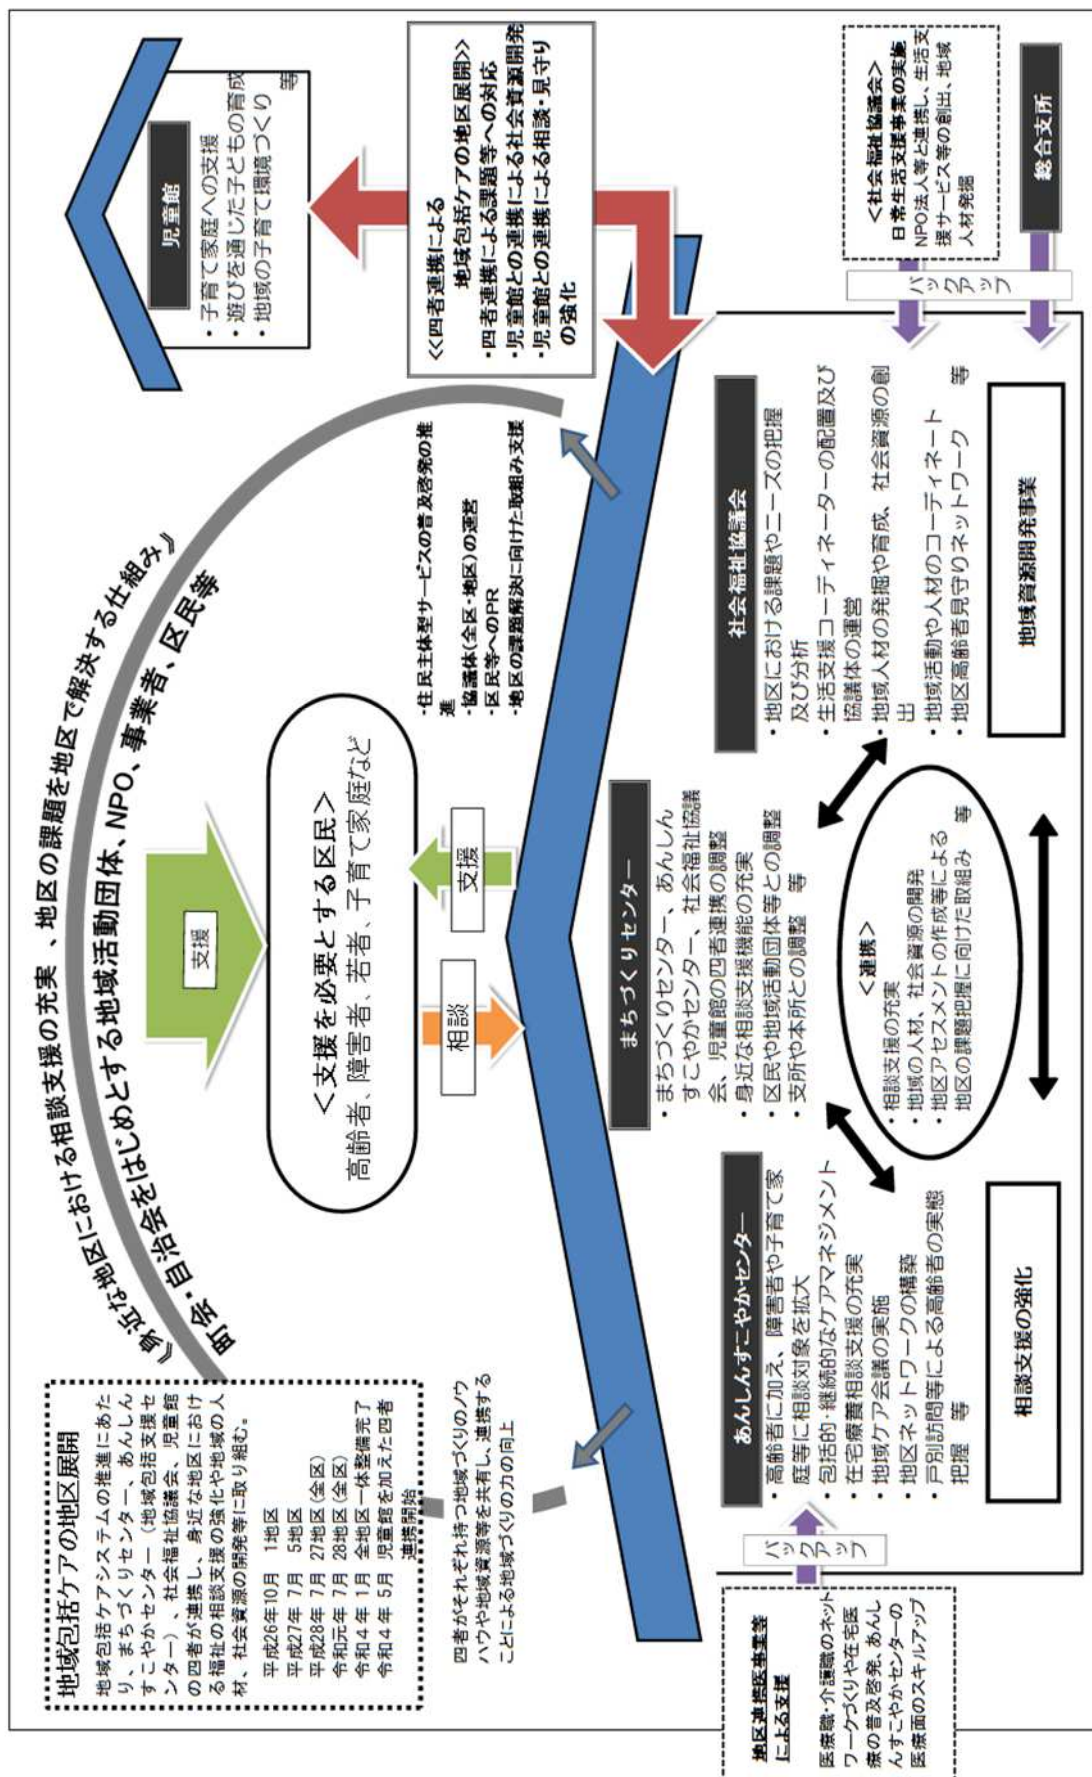 地域包括ケアの地区展開
地域包括ケアシステムの推進にあた
り、まちづくりセンター、あんしん
すこやかセンター（地域包括支援セ
ンター）、社会福祉協議会、児童館
の四者が連携し、身近な地区におけ
る福祉の相談支援の強化や地域の人
材、社会資源の開発等に取り組む。
平成26年10月 1地区
平成27年 7月 5地区
平成28年 7月 27地区（全区）
令和元年 7月 28地区（全区）
令和4年 1月 全地区一体整備完了
令和4年 5月 児童館を加えた四者
連携開始
《身近な地区における相談支援の充実、地区の課題を地区で解決する仕組み》
町会・自治会をはじめとする地域活動団体、NPO、事業者、区民等
支援
＜支援を必要とする区民＞
高齢者、障害者、若者、子育て家庭など
相談
支援
児童館
・子育て家庭への支援
・遊びを通じた子どもの育成
・地域の子育て環境づくり
等
≪四者連携による
地域包括ケアの地区展開≫
・四者連携による課題等への対応
・児童館との連携による社会資源開発
・児童館との連携による相談・見守り
の強化
四者がそれぞれ持つ地域づくりのノウ
ハウや地域資源等を共有し、連携する
ことによる地域づくりの力の向上
・住民主体型サービスの普及啓発の推
進
・協議体（全区・地区）の運営
・区民等へのPR
・地区の課題解決に向けた取組み支援
まちづくりセンター
・まちづくりセンター、あんしん
すこやかセンター、社会福祉協議
会、児童館の四者連携の調整
・身近な相談支援機能の充実
・区民や地域活動団体等との調整
・支所や本所との調整 等
あんしんすこやかセンター
・高齢者に加え、障害者や子育て家
庭等に相談対象を拡大
・包括的・継続的なケアマネジメント
・在宅療養相談支援の充実
・地域ケア会議の実施
・地区ネットワークの構築
・戸別訪問等による高齢者の実態
把握 等
相談支援の強化
＜連携＞
・相談支援の充実
・地域の人材、社会資源の開発
・地区アセスメントの作成等による
地区の課題把握に向けた取組み 等
社会福祉協議会
・地区における課題やニーズの把握
及び分析
・生活支援コーディネーターの配置及び
協議体の運営
・地域人材の発掘や育成、社会資源の創
出
・地域活動や人材のコーディネート
・地区高齢者見守りネットワーク 等
地域資源開発事業
地区連携医事業等
による支援
医療職・介護職のネット
ワークづくりや在宅医
療の普及啓発、あんし
んすこやかセンターの
医療面のスキルアップ
バックアップ
＜社会福祉協議会＞
日常生活支援事業の実施
NPO法人等と連携し、生活支
援サービス等の創出、地域
人材発掘
バックアップ
総合支所